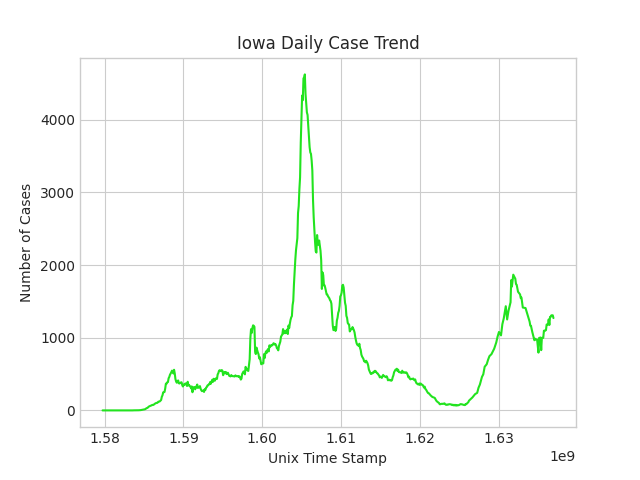 Iowa Daily Case Trend
Number of Cases
4000
3000
2000
1000
0
1.58 1.59 1.60 1.61 1.62 1.63
1e9
Unix Time Stamp